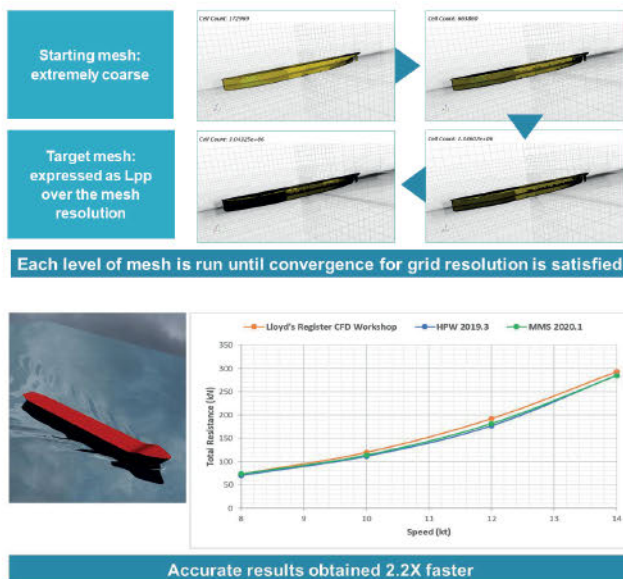 Starting mesh:
extremely coarse
Cell Count: 172969
Target mesh:
expressed as Lpp
over the mesh
resolution
Each level of mesh is run until convergence for grid resolution is satisfied
Lloyd's Register CFD Workshop
HPW 2019.3
MMS 2020.1
Total Resistance (kN)
350
300
250
200
150
100
50
0
8
9
10
11
12
13
14
Speed (kt)
Accurate results obtained 2.2X faster